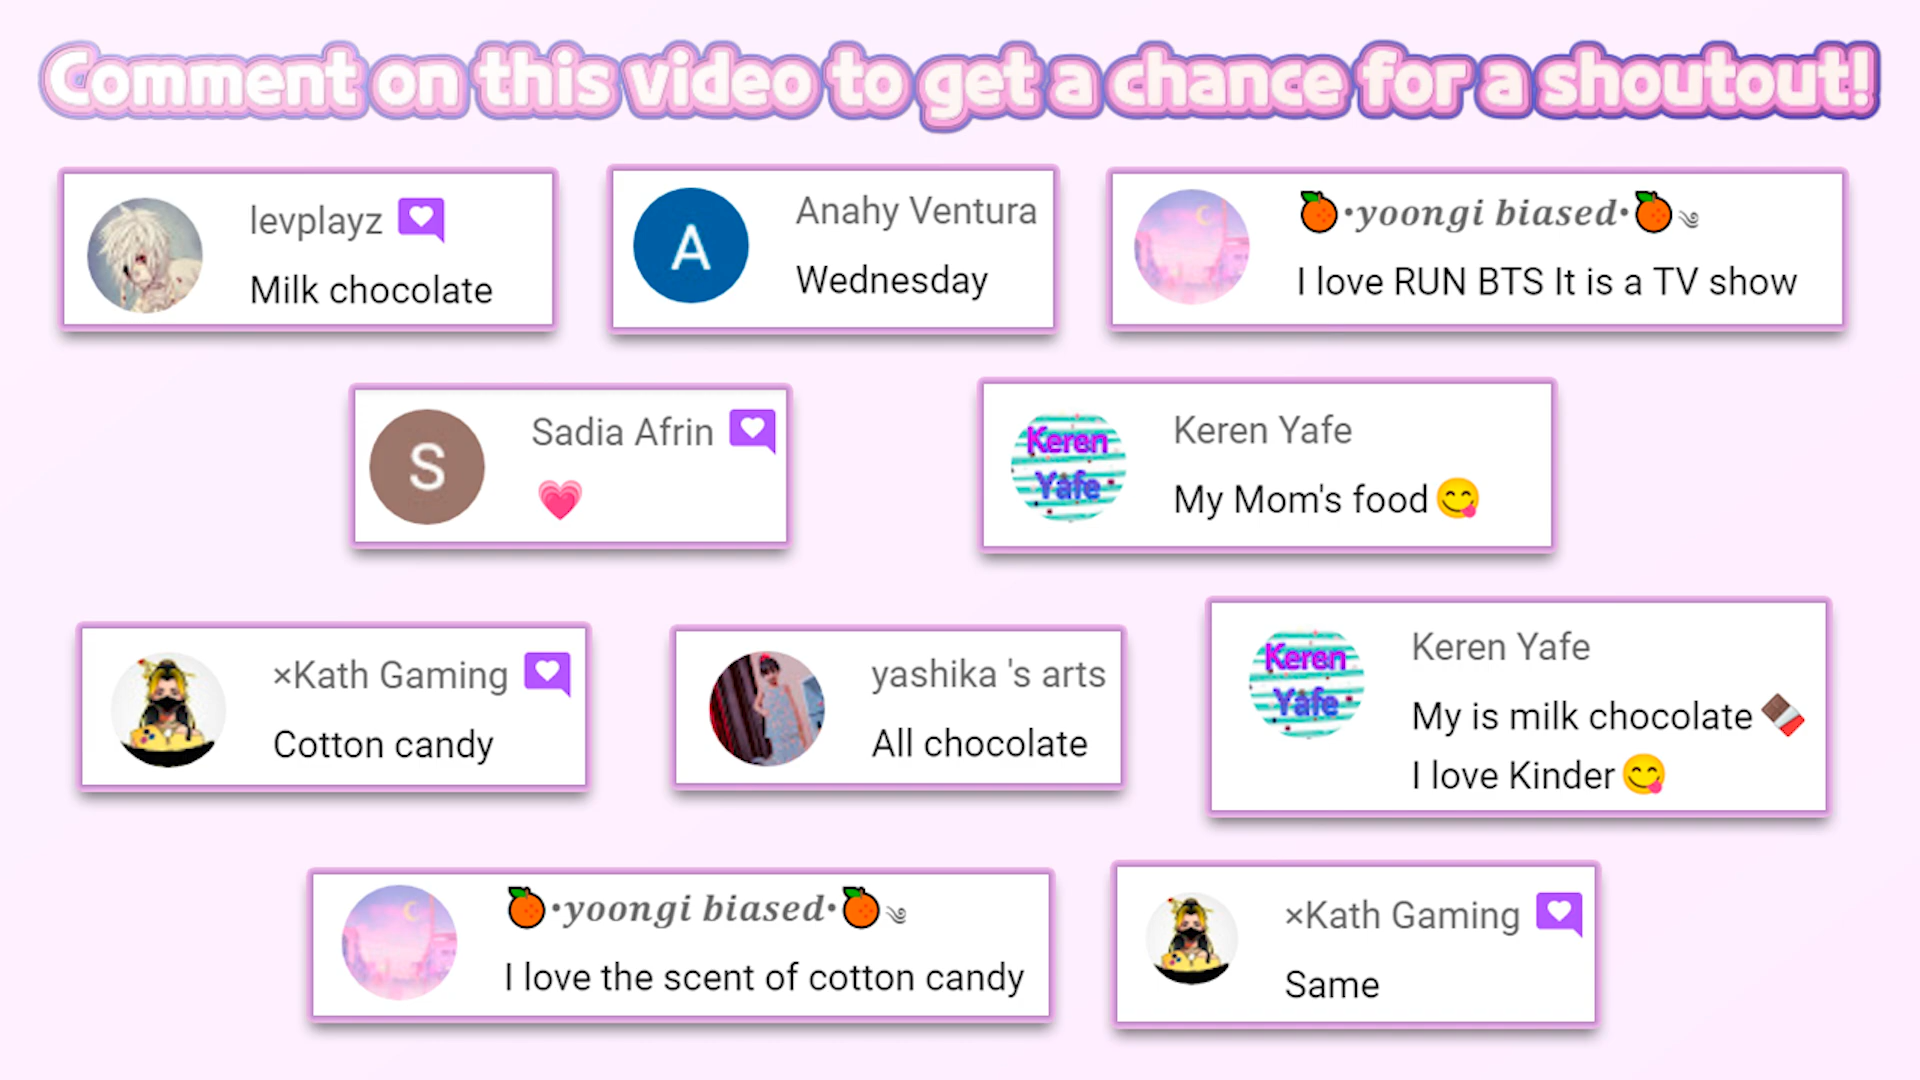 Comment on this video to get a chance for a shoutout!
levplayz
Milk chocolate
A
Anahy Ventura
Wednesday
🍊•yoongi biased•🍊༄
I love RUN BTS It is a TV show
S
Sadia Afrin
💗
Keren Yafe
Keren Yafe
My Mom's food😋
×Kath Gaming
Cotton candy
yashika 's arts
All chocolate
Keren Yafe
Keren Yafe
My is milk chocolate 🍫
I love Kinder😋
🍊•yoongi biased•🍊༄
I love the scent of cotton candy
×Kath Gaming
Same